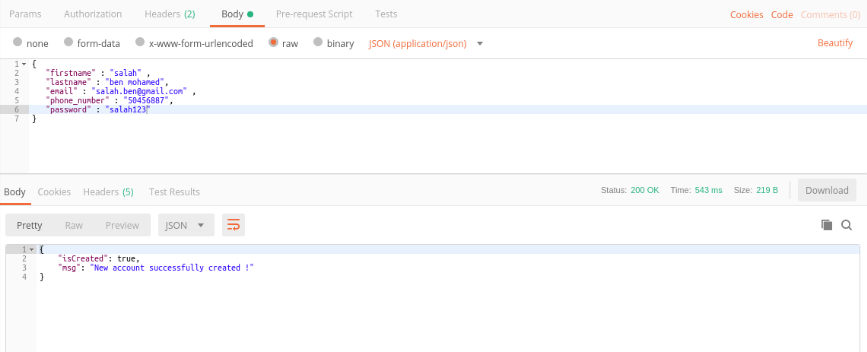 Params Authorization Headers (2) Body Pre-request Script Tests Cookies Code Comments (0)
none form-data x-www-form-urlencoded raw binary JSON (application/json) Beautify
1 {
2 "firstname" : "salah" ,
3 "lastname" : "ben mohamed",
4 "email" : "salah.ben@gmail.com" ,
5 "phone_number" : "50456887",
6 "password" : "salah123"
7 }
Body Cookies Headers (5) Test Results Status: 200 OK Time: 543 ms Size: 219 B Download
Pretty Raw Preview JSON
1 {
2 "isCreated": true,
3 "msg": "New account successfully created !"
4 }